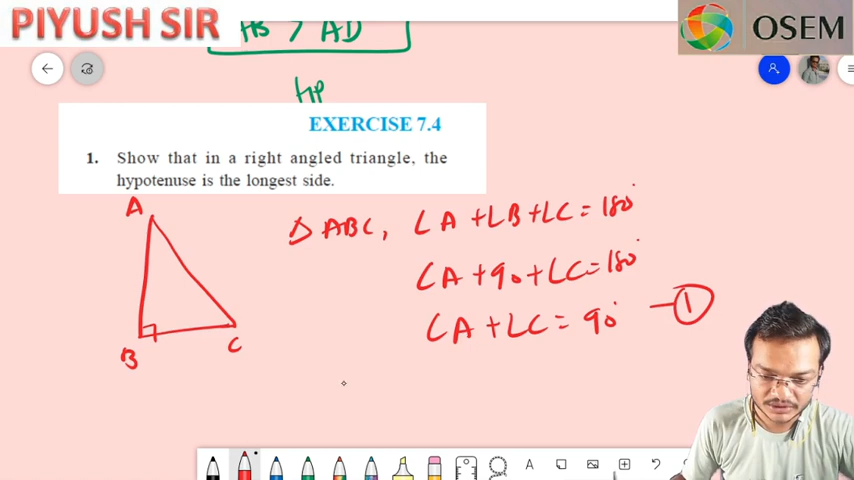 PIYUSH SIR
OSEM
AB > AD
hp
EXERCISE 7.4
1. Show that in a right angled triangle, the
hypotenuse is the longest side.
A
B
C
△ ABC, ∠A + ∠B + ∠C = 180°
∠A + 90 + ∠C = 180°
∠A + ∠C = 90° — ①
A